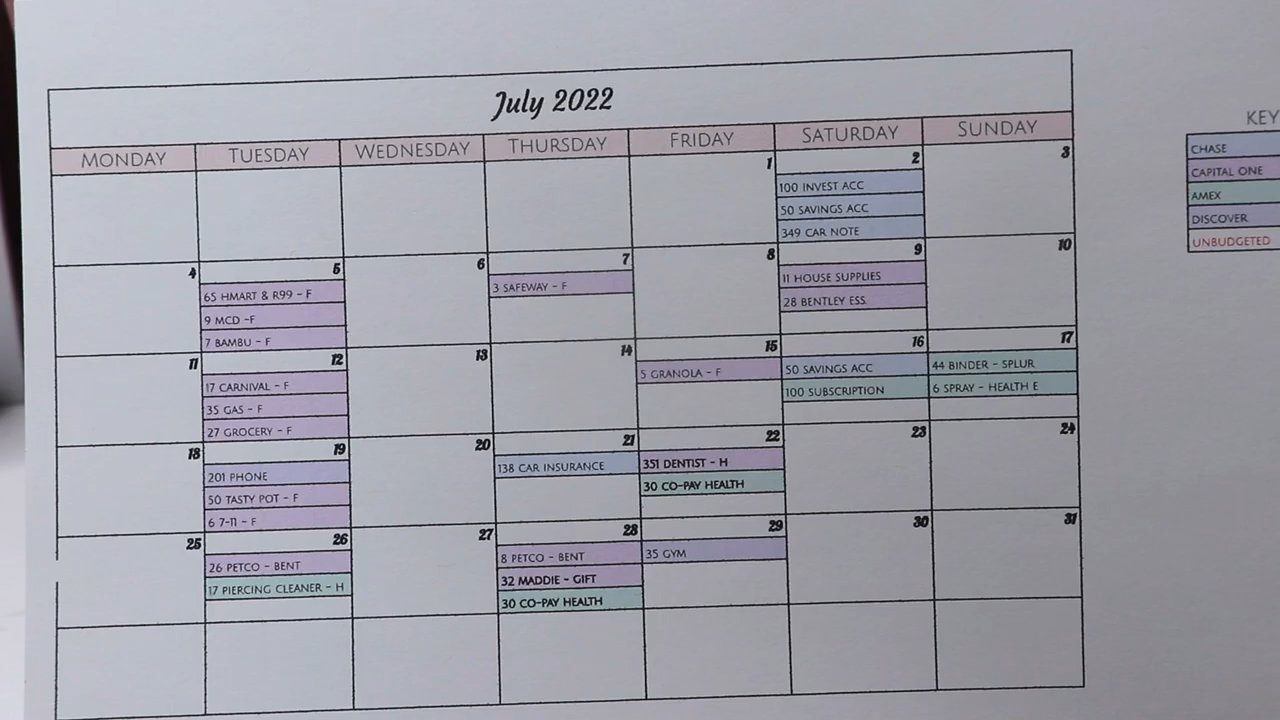 July 2022
MONDAY TUESDAY WEDNESDAY THURSDAY FRIDAY SATURDAY SUNDAY
1 2 3
100 INVEST ACC
50 SAVINGS ACC
349 CAR NOTE
4 5 6 7 8 9 10
65 HMART & R99 - F
9 MCD -F
7 BAMBU - F
3 SAFEWAY - F
11 HOUSE SUPPLIES
28 BENTLEY ESS
11 12 13 14 15 16 17
17 CARNIVAL - F
35 GAS - F
27 GROCERY - F
5 GRANOLA - F
50 SAVINGS ACC
100 SUBSCRIPTION
44 BINDER - SPLUR
6 SPRAY - HEALTH E
18 19 20 21 22 23 24
201 PHONE
50 TASTY POT - F
6 7-11 - F
138 CAR INSURANCE
351 DENTIST - H
30 CO-PAY HEALTH
25 26 27 28 29 30 31
26 PETCO - BENT
17 PIERCING CLEANER - H
8 PETCO - BENT
32 MADDIE - GIFT
30 CO-PAY HEALTH
35 GYM
KEY
CHASE
CAPITAL ONE
AMEX
DISCOVER
UNBUDGETED